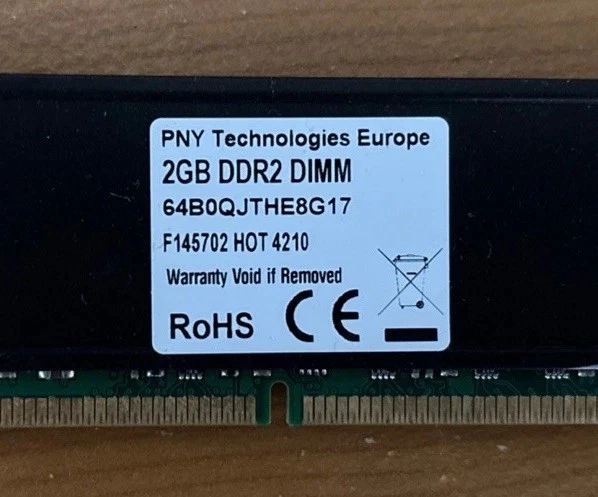 PNY Technologies Europe
2GB DDR2 DIMM
64B0QJTHE8G17
F145702 HOT 4210
Warranty Void if Removed
RoHS CE